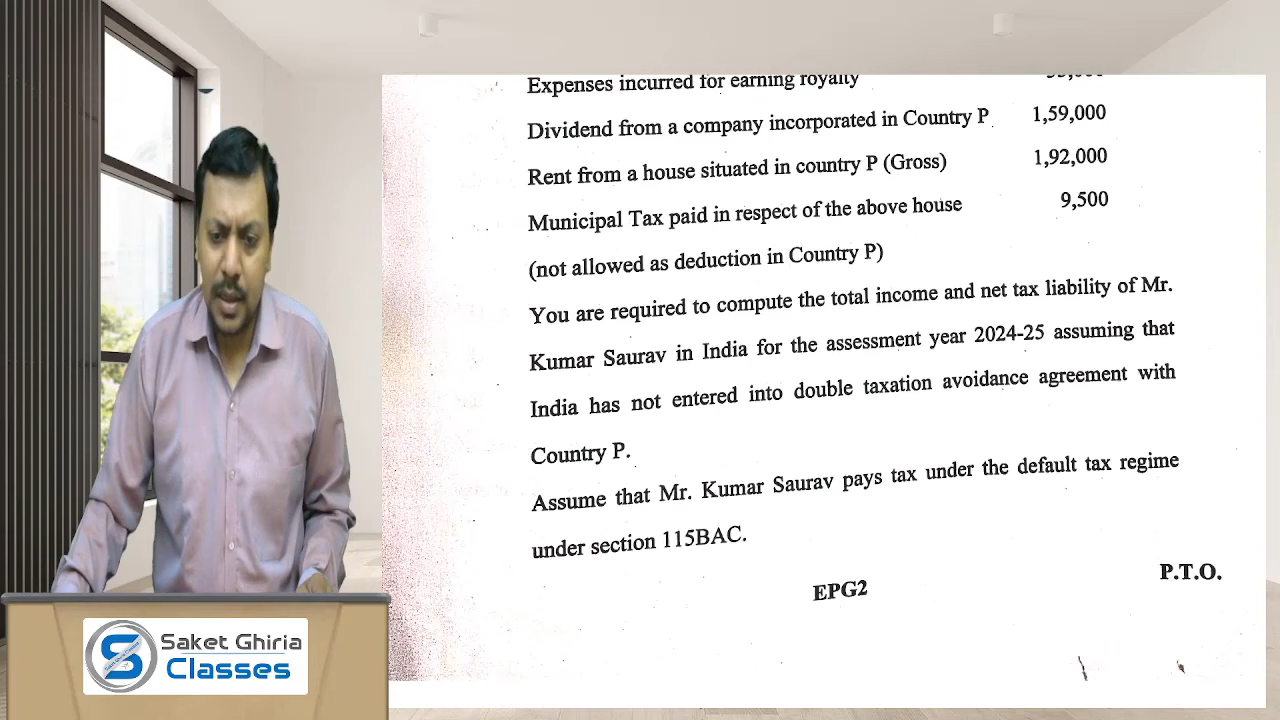 Expenses incurred for earning royalty
Dividend from a company incorporated in Country P 1,59,000
Rent from a house situated in country P (Gross) 1,92,000
Municipal Tax paid in respect of the above house 9,500
(not allowed as deduction in Country P)
You are required to compute the total income and net tax liability of Mr.
Kumar Saurav in India for the assessment year 2024-25 assuming that
India has not entered into double taxation avoidance agreement with
Country P.
Assume that Mr. Kumar Saurav pays tax under the default tax regime
under section 115BAC.
EPG2
P.T.O.
Saket Ghiria
Classes